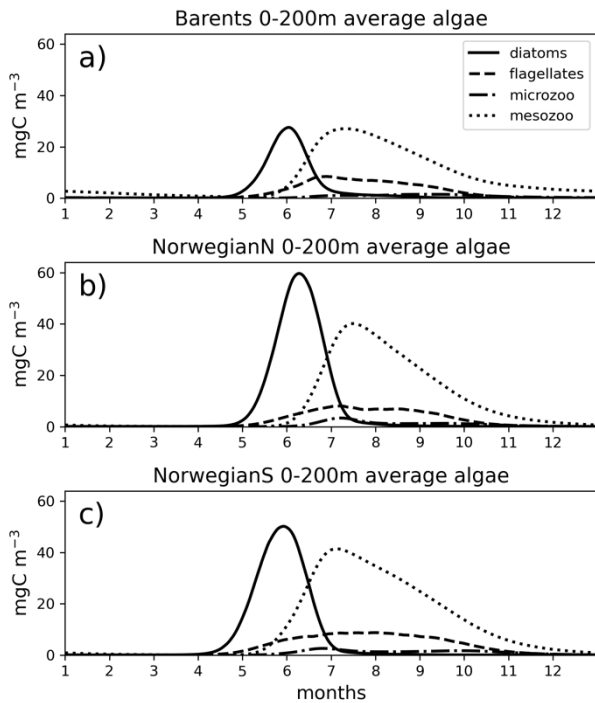 Barents 0-200m average algae
a)
mgC m⁻³
60
40
20
0
diatoms
flagellates
microzoo
mesozoo
1 2 3 4 5 6 7 8 9 10 11 12
NorwegianN 0-200m average algae
b)
mgC m⁻³
60
40
20
0
1 2 3 4 5 6 7 8 9 10 11 12
NorwegianS 0-200m average algae
c)
mgC m⁻³
60
40
20
0
1 2 3 4 5 6 7 8 9 10 11 12
months